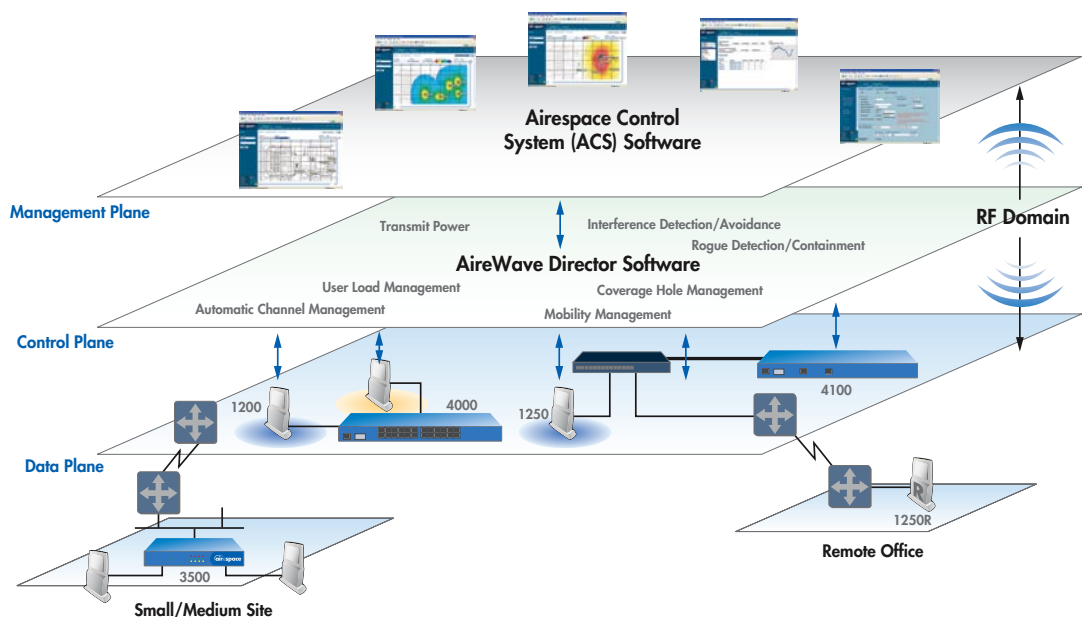 Airespace Control
System (ACS) Software
Management Plane
RF Domain
Transmit Power
Interference Detection/Avoidance
Rogue Detection/Containment
AireWave Director Software
User Load Management
Coverage Hole Management
Automatic Channel Management
Mobility Management
Control Plane
4100
1200
4000
1250
Data Plane
R
1250R
Remote Office
airespace
3500
Small/Medium Site